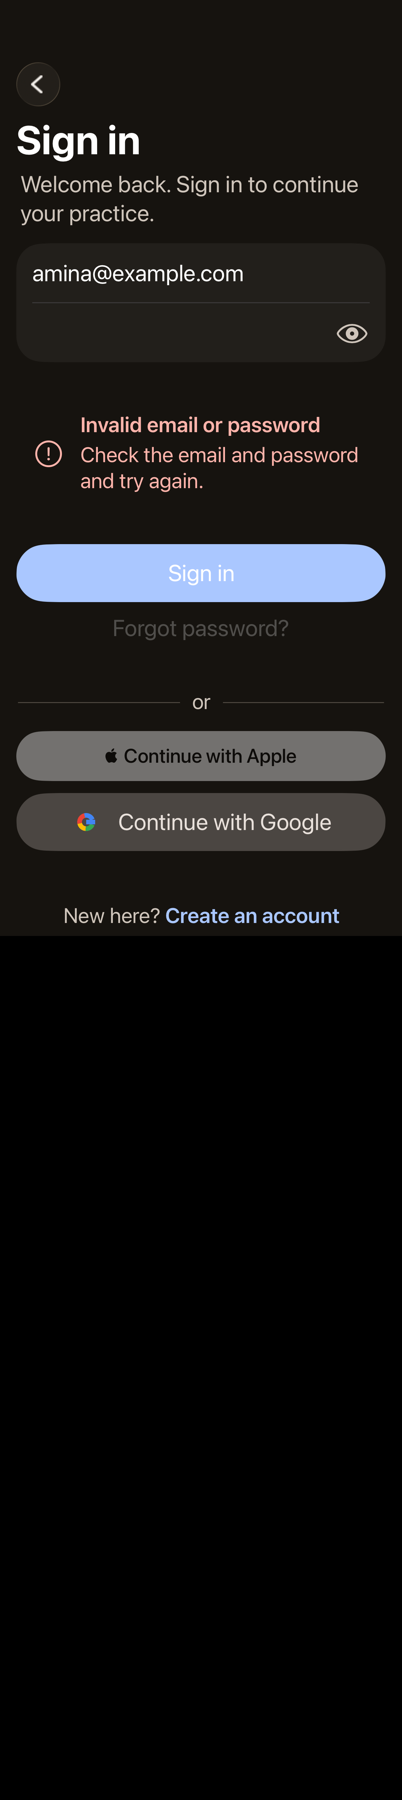 Sign in
Welcome back. Sign in to continue
your practice.
amina@example.com
Invalid email or password
Check the email and password
and try again.
Sign in
Forgot password?
or
Continue with Apple
Continue with Google
New here? Create an account